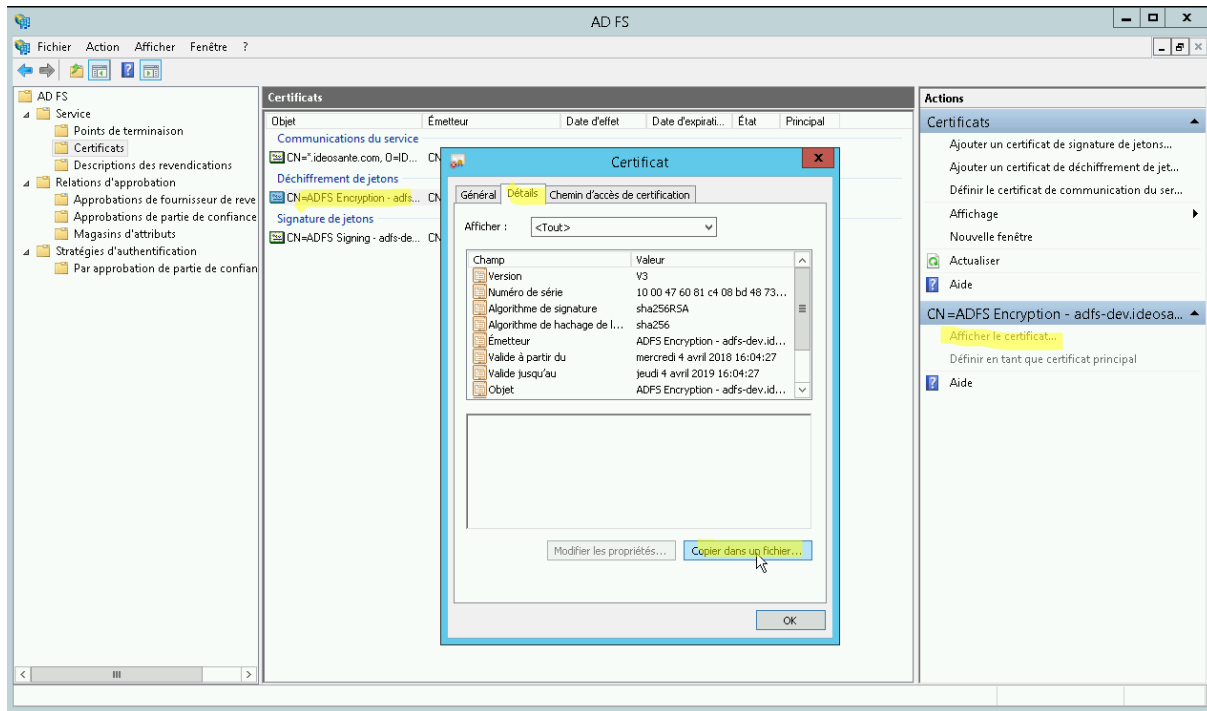 AD FS
Fichier Action Afficher Fenêtre ?
AD FS
Service
Points de terminaison
Certificats
Descriptions des revendications
Relations d'approbation
Approbations de fournisseur de reve
Approbations de partie de confiance
Magasins d'attributs
Stratégies d'authentification
Par approbation de partie de confian
Certificats
Objet Émetteur Date d'effet Date d'expirati... État Principal
Communications du service
CN=*.ideosante.com, O=ID... CN
Déchiffrement de jetons
CN=ADFS Encryption - adfs... CN
Signature de jetons
CN=ADFS Signing - adfs-de... CN
Certificat
Général Détails Chemin d'accès de certification
Afficher : <Tout>
Champ Valeur
Version V3
Numéro de série 10 00 47 60 81 c4 08 bd 48 73...
Algorithme de signature sha256RSA
Algorithme de hachage de l... sha256
Émetteur ADFS Encryption - adfs-dev.id...
Valide à partir du mercredi 4 avril 2018 16:04:27
Valide jusqu'au jeudi 4 avril 2019 16:04:27
Objet ADFS Encryption - adfs-dev.id...
Modifier les propriétés... Copier dans un fichier...
OK
Actions
Certificats
Ajouter un certificat de signature de jetons...
Ajouter un certificat de déchiffrement de jet...
Définir le certificat de communication du ser...
Affichage
Nouvelle fenêtre
Actualiser
Aide
CN=ADFS Encryption - adfs-dev.ideosa...
Afficher le certificat...
Définir en tant que certificat principal
Aide